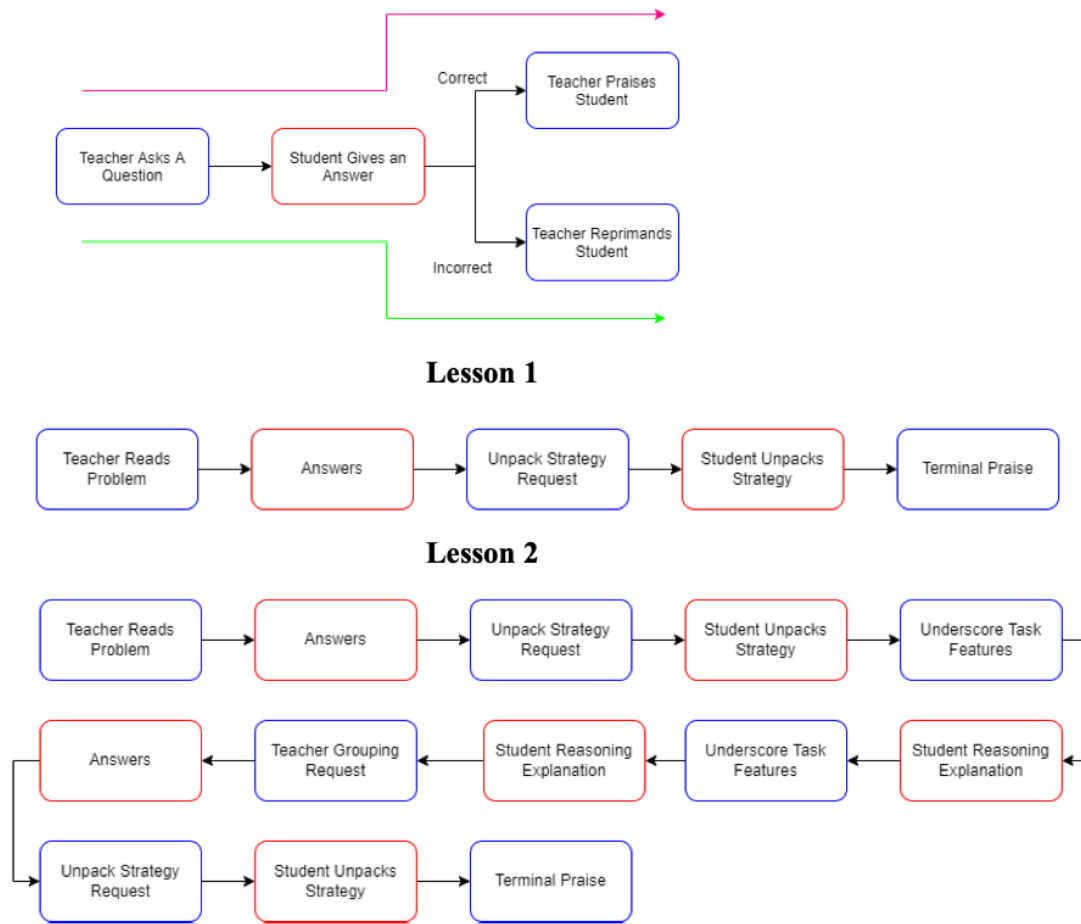 Correct
Teacher Praises
Student
Teacher Asks A
Question
Student Gives an
Answer
Teacher Reprimands
Student
Incorrect
Lesson 1
Teacher Reads
Problem
Answers
Unpack Strategy
Request
Student Unpacks
Strategy
Terminal Praise
Lesson 2
Teacher Reads
Problem
Answers
Unpack Strategy
Request
Student Unpacks
Strategy
Underscore Task
Features
Student Reasoning
Explanation
Underscore Task
Features
Student Reasoning
Explanation
Teacher Grouping
Request
Answers
Unpack Strategy
Request
Student Unpacks
Strategy
Terminal Praise